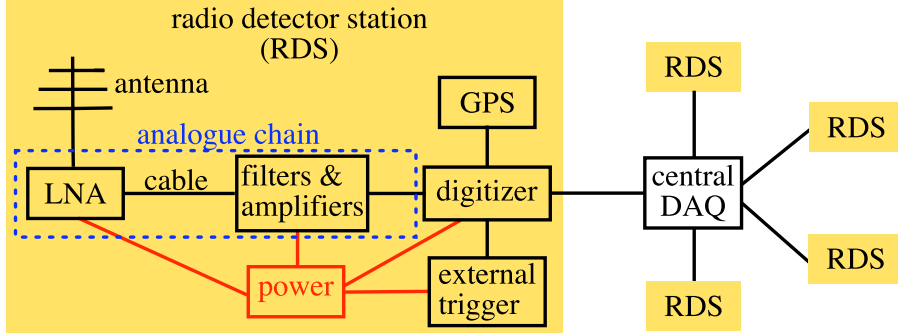 radio detector station
(RDS)
antenna
GPS
analogue chain
LNA
cable
filters &
amplifiers
digitizer
power
external
trigger
central
DAQ
RDS
RDS
RDS
RDS